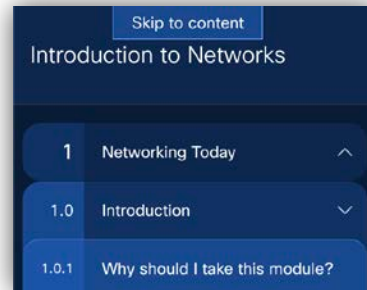 Skip to content
Introduction to Networks
1 Networking Today
1.0 Introduction
1.0.1 Why should I take this module?